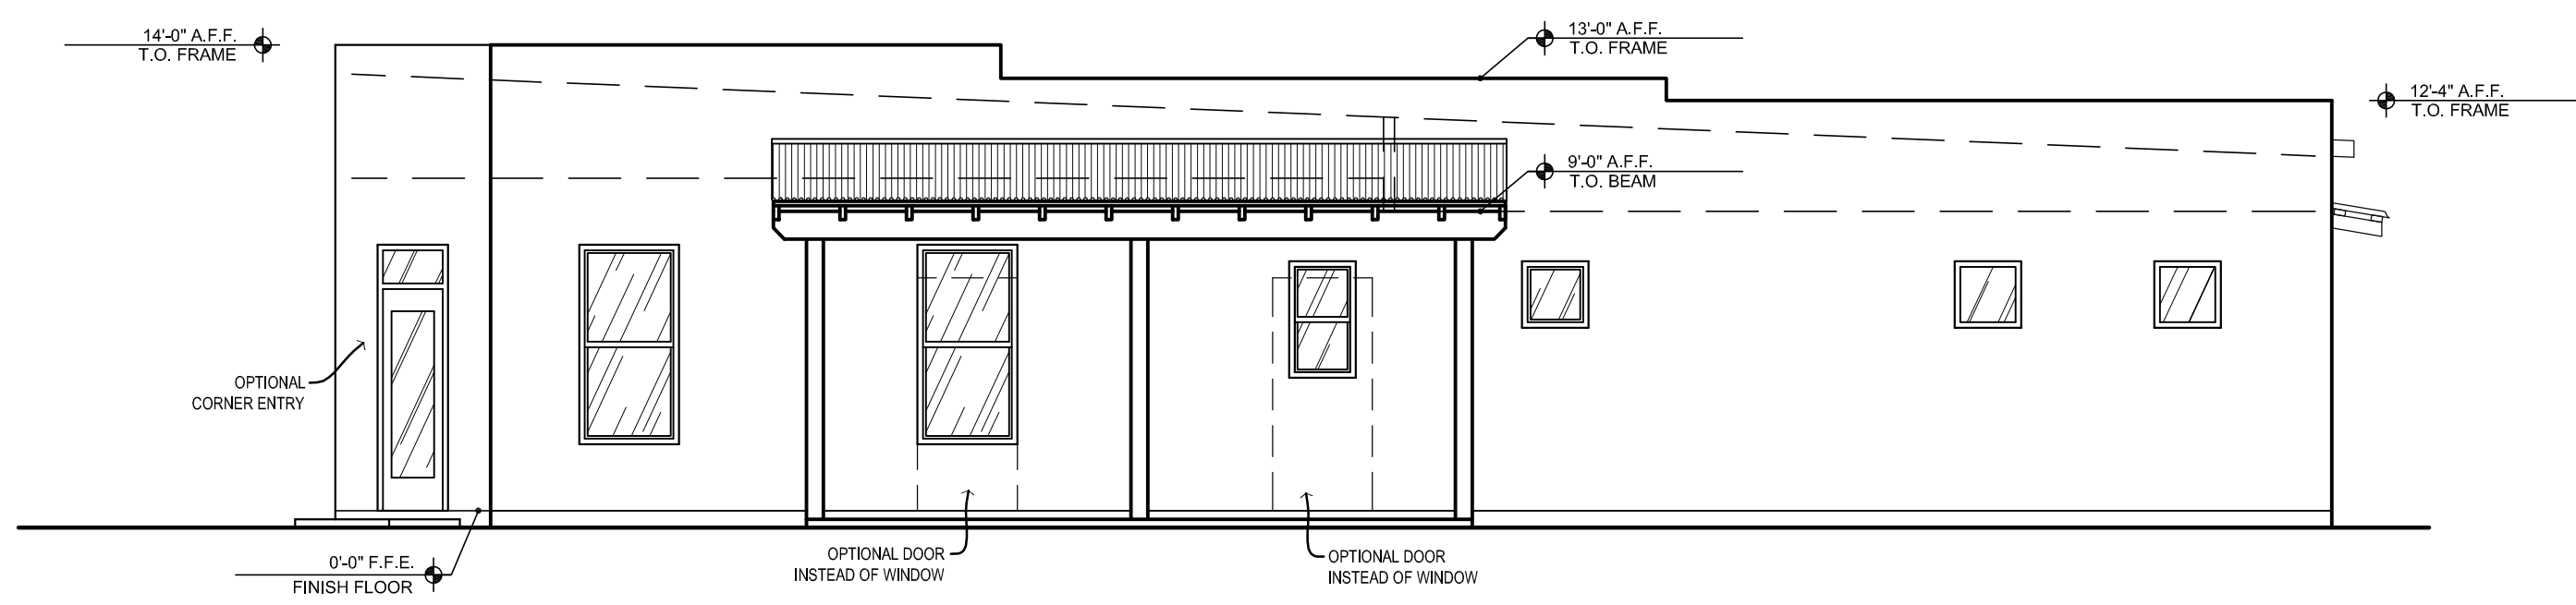 14'-0" A.F.F.
T.O. FRAME
13'-0" A.F.F.
T.O. FRAME
12'-4" A.F.F.
T.O. FRAME
9'-0" A.F.F.
T.O. BEAM
OPTIONAL
CORNER ENTRY
0'-0" F.F.E.
FINISH FLOOR
OPTIONAL DOOR
INSTEAD OF WINDOW
OPTIONAL DOOR
INSTEAD OF WINDOW